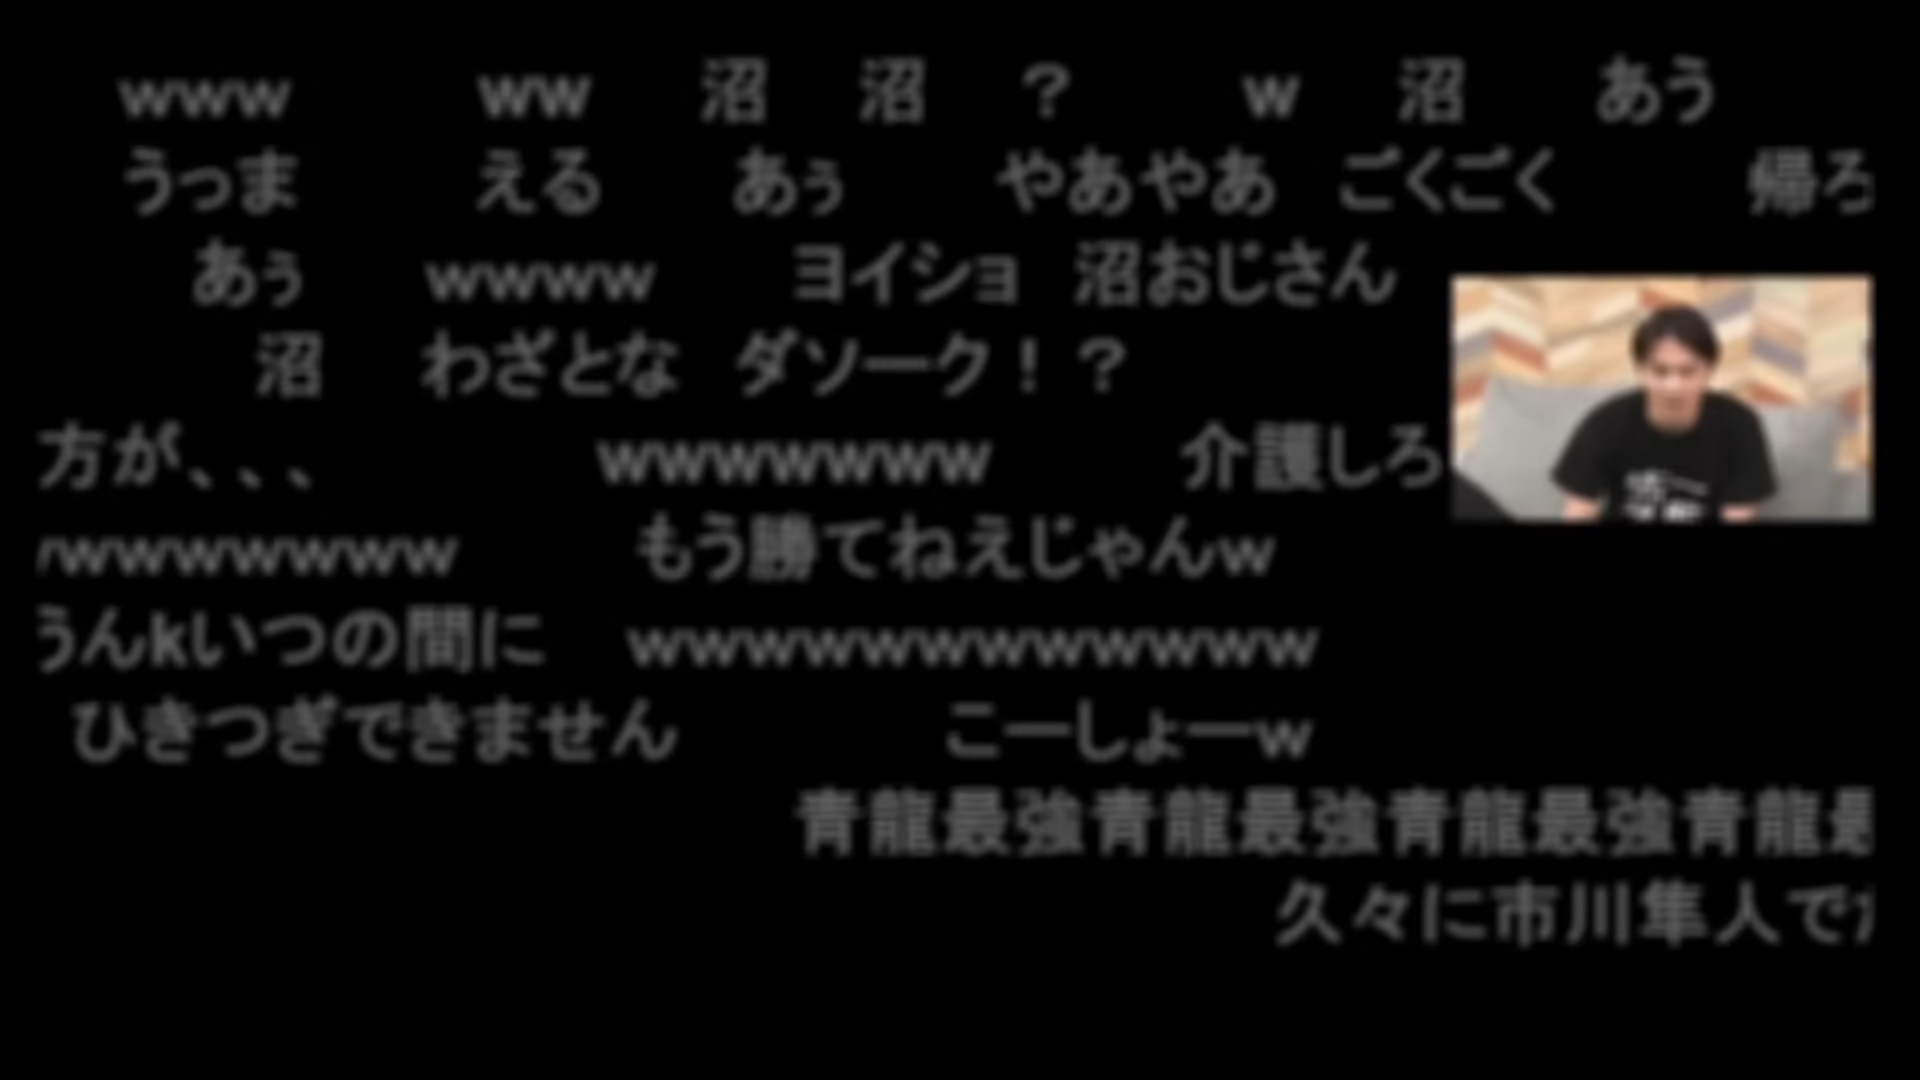 www ww 沼 沼 ? w 沼 あう
うっま える あぅ やあやあ ごくごく 帰ろ
あぅ wwww ヨイショ 沼おじさん
沼 わざとな ダソーク！？
方が、、、 wwwwwww 介護しろ
wwwwwwww もう勝てねえじゃんw
うんkいつの間に wwwwwwwwwwww
ひきつぎできません こーしょーw
青龍最強青龍最強青龍最強青龍最
久々に市川隼人で